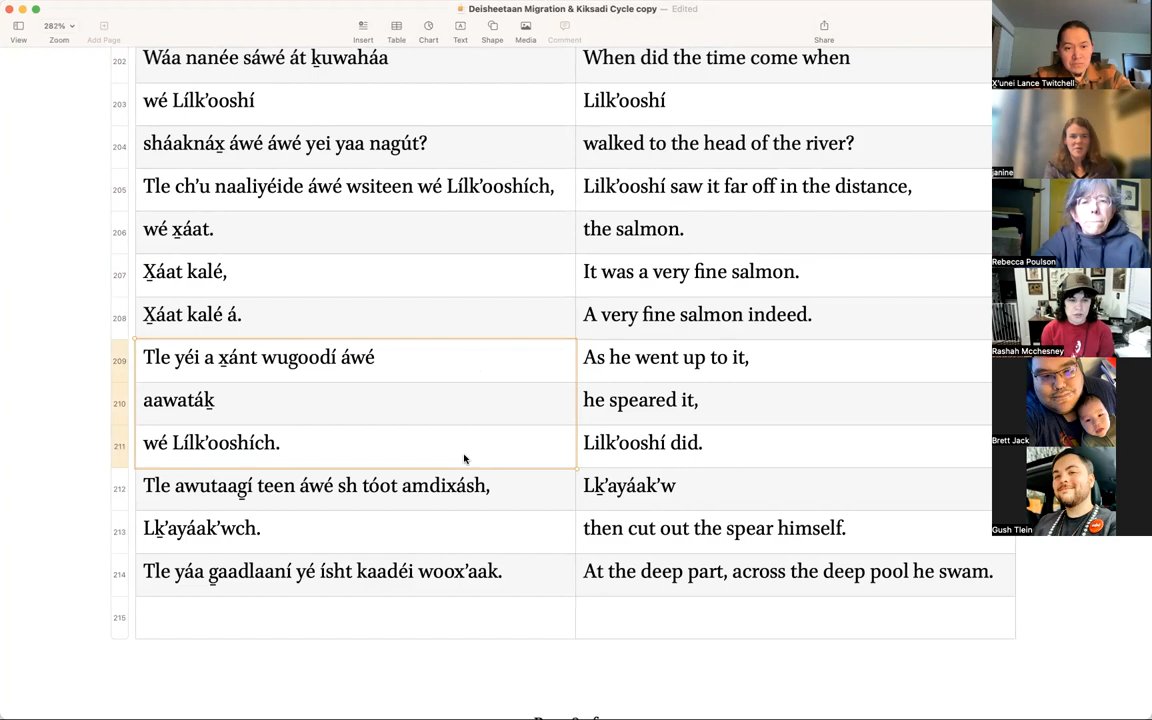 Deisheetaan Migration & Kiksadi Cycle copy — Edited
282%
View Zoom Add Page Insert Table Chart Text Shape Media Comment Share
202 Wáa nanée sáwé át ḵuwaháa When did the time come when
203 wé Lílk’ooshí Lilk’ooshí
204 sháaknáx̱ áwé áwé yei yaa nagút? walked to the head of the river?
205 Tle ch’u naaliyéide áwé wsiteen wé Lílk’ooshích, Lilk’ooshí saw it far off in the distance,
206 wé x̱áat. the salmon.
207 X̱áat kalé, It was a very fine salmon.
208 X̱áat kalé á. A very fine salmon indeed.
209 Tle yéi a x̱ánt wugoodí áwé As he went up to it,
210 aawatáḵ he speared it,
211 wé Lílk’ooshích. Lilk’ooshí did.
212 Tle awutaag̱í teen áwé sh tóot amdixásh, Lḵ’ayáak’w
213 Lḵ’ayáak’wch. then cut out the spear himself.
214 Tle yáa g̱aadlaaní yé ísht kaadéi woox’aak. At the deep part, across the deep pool he swam.
215
X̱'unei Lance Twitchell
janine
Rebecca Poulson
Rashah Mcchesney
Brett Jack
Gush Tlein